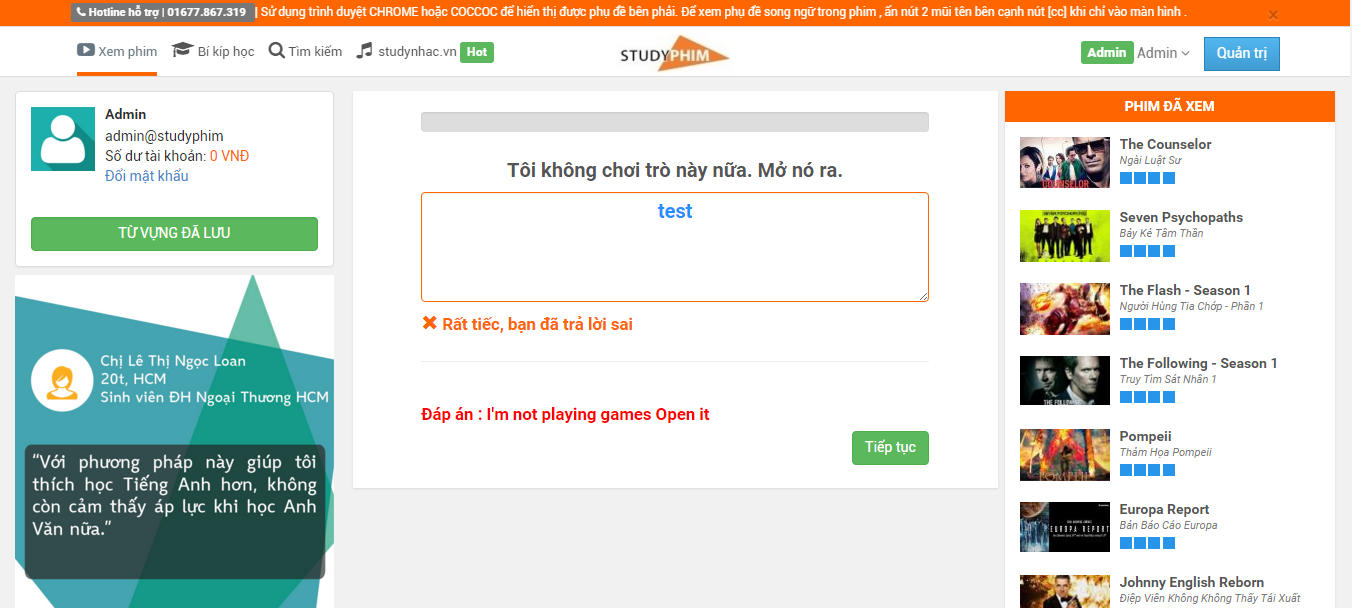 Hotline hỗ trợ | 01677.867.319 | Sử dụng trình duyệt CHROME hoặc COCCOC để hiển thị được phụ đề bên phải. Để xem phụ đề song ngữ trong phim , ấn nút 2 mũi tên bên cạnh nút [cc] khi chỉ vào màn hình .
×
Xem phim
Bí kíp học
Tìm kiếm
studynhac.vn Hot
STUDYPHIM
Admin Admin
Quản trị
Admin
admin@studyphim
Số dư tài khoản: 0 VNĐ
Đổi mật khẩu
TỪ VỰNG ĐÃ LƯU
Chị Lê Thị Ngọc Loan
20t, HCM
Sinh viên ĐH Ngoại Thương HCM
“Với phương pháp này giúp tôi
thích học Tiếng Anh hơn, không
còn cảm thấy áp lực khi học Anh
Văn nữa.”
Tôi không chơi trò này nữa. Mở nó ra.
test
Rất tiếc, bạn đã trả lời sai
Đáp án : I'm not playing games Open it
Tiếp tục
PHIM ĐÃ XEM
COUNSELOR
The Counselor
Ngài Luật Sư
SEVEN PSYCHOPATHS
Seven Psychopaths
Bảy Kẻ Tâm Thần
The Flash - Season 1
Người Hùng Tia Chớp - Phần 1
THE FOLLOWING
The Following - Season 1
Truy Tìm Sát Nhân 1
Pompeii
Thảm Họa Pompeii
EUROPA REPORT
Europa Report
Bản Báo Cáo Europa
Johnny English Reborn
Điệp Viên Không Không Thấy Tái Xuất